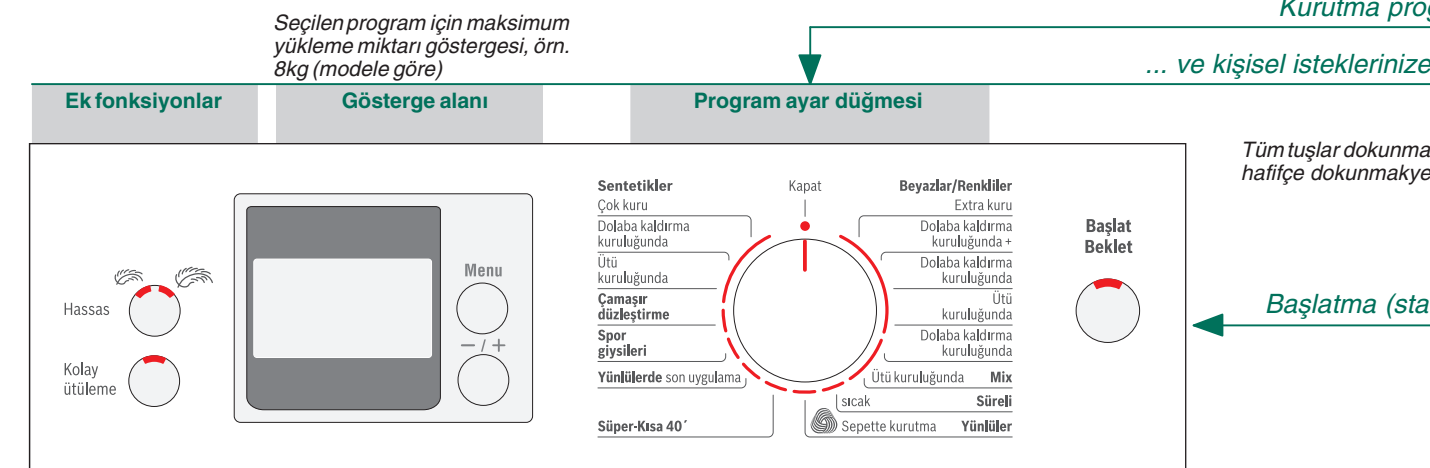 Kurutma prog
Seçilen program için maksimum
yükleme miktarı göstergesi, örn.
8kg (modele göre)
... ve kişisel isteklerinize
Ek fonksiyonlar
Gösterge alanı
Program ayar düğmesi
Tüm tuşlar dokunma
hafifçe dokunmakye
Hassas
Kolay
ütüleme
Menu
− / +
Sentetikler
Çok kuru
Dolaba kaldırma
kuruluğunda
Ütü
kuruluğunda
Çamaşır
düzleştirme
Spor
giysileri
Yünlülerde son uygulama
Süper-Kısa 40´
Kapat
Beyazlar/Renkliler
Extra kuru
Dolaba kaldırma
kuruluğunda +
Dolaba kaldırma
kuruluğunda
Ütü
kuruluğunda
Dolaba kaldırma
kuruluğunda
Ütü kuruluğunda Mix
sıcak Süreli
Sepette kurutma Yünlüler
Başlat
Beklet
Başlatma (sta